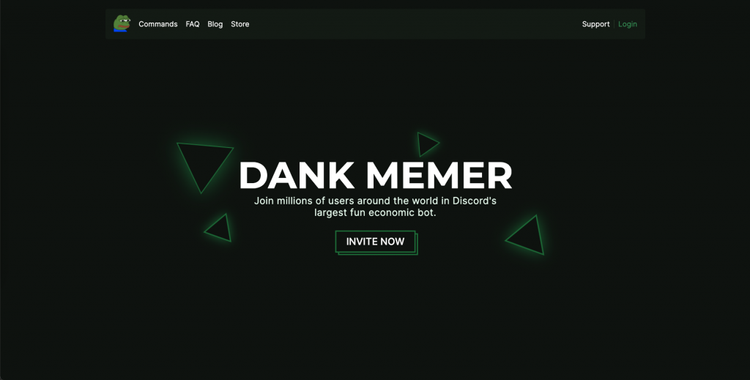 Commands FAQ Blog Store Support Login
DANK MEMER
Join millions of users around the world in Discord's
largest fun economic bot.
INVITE NOW